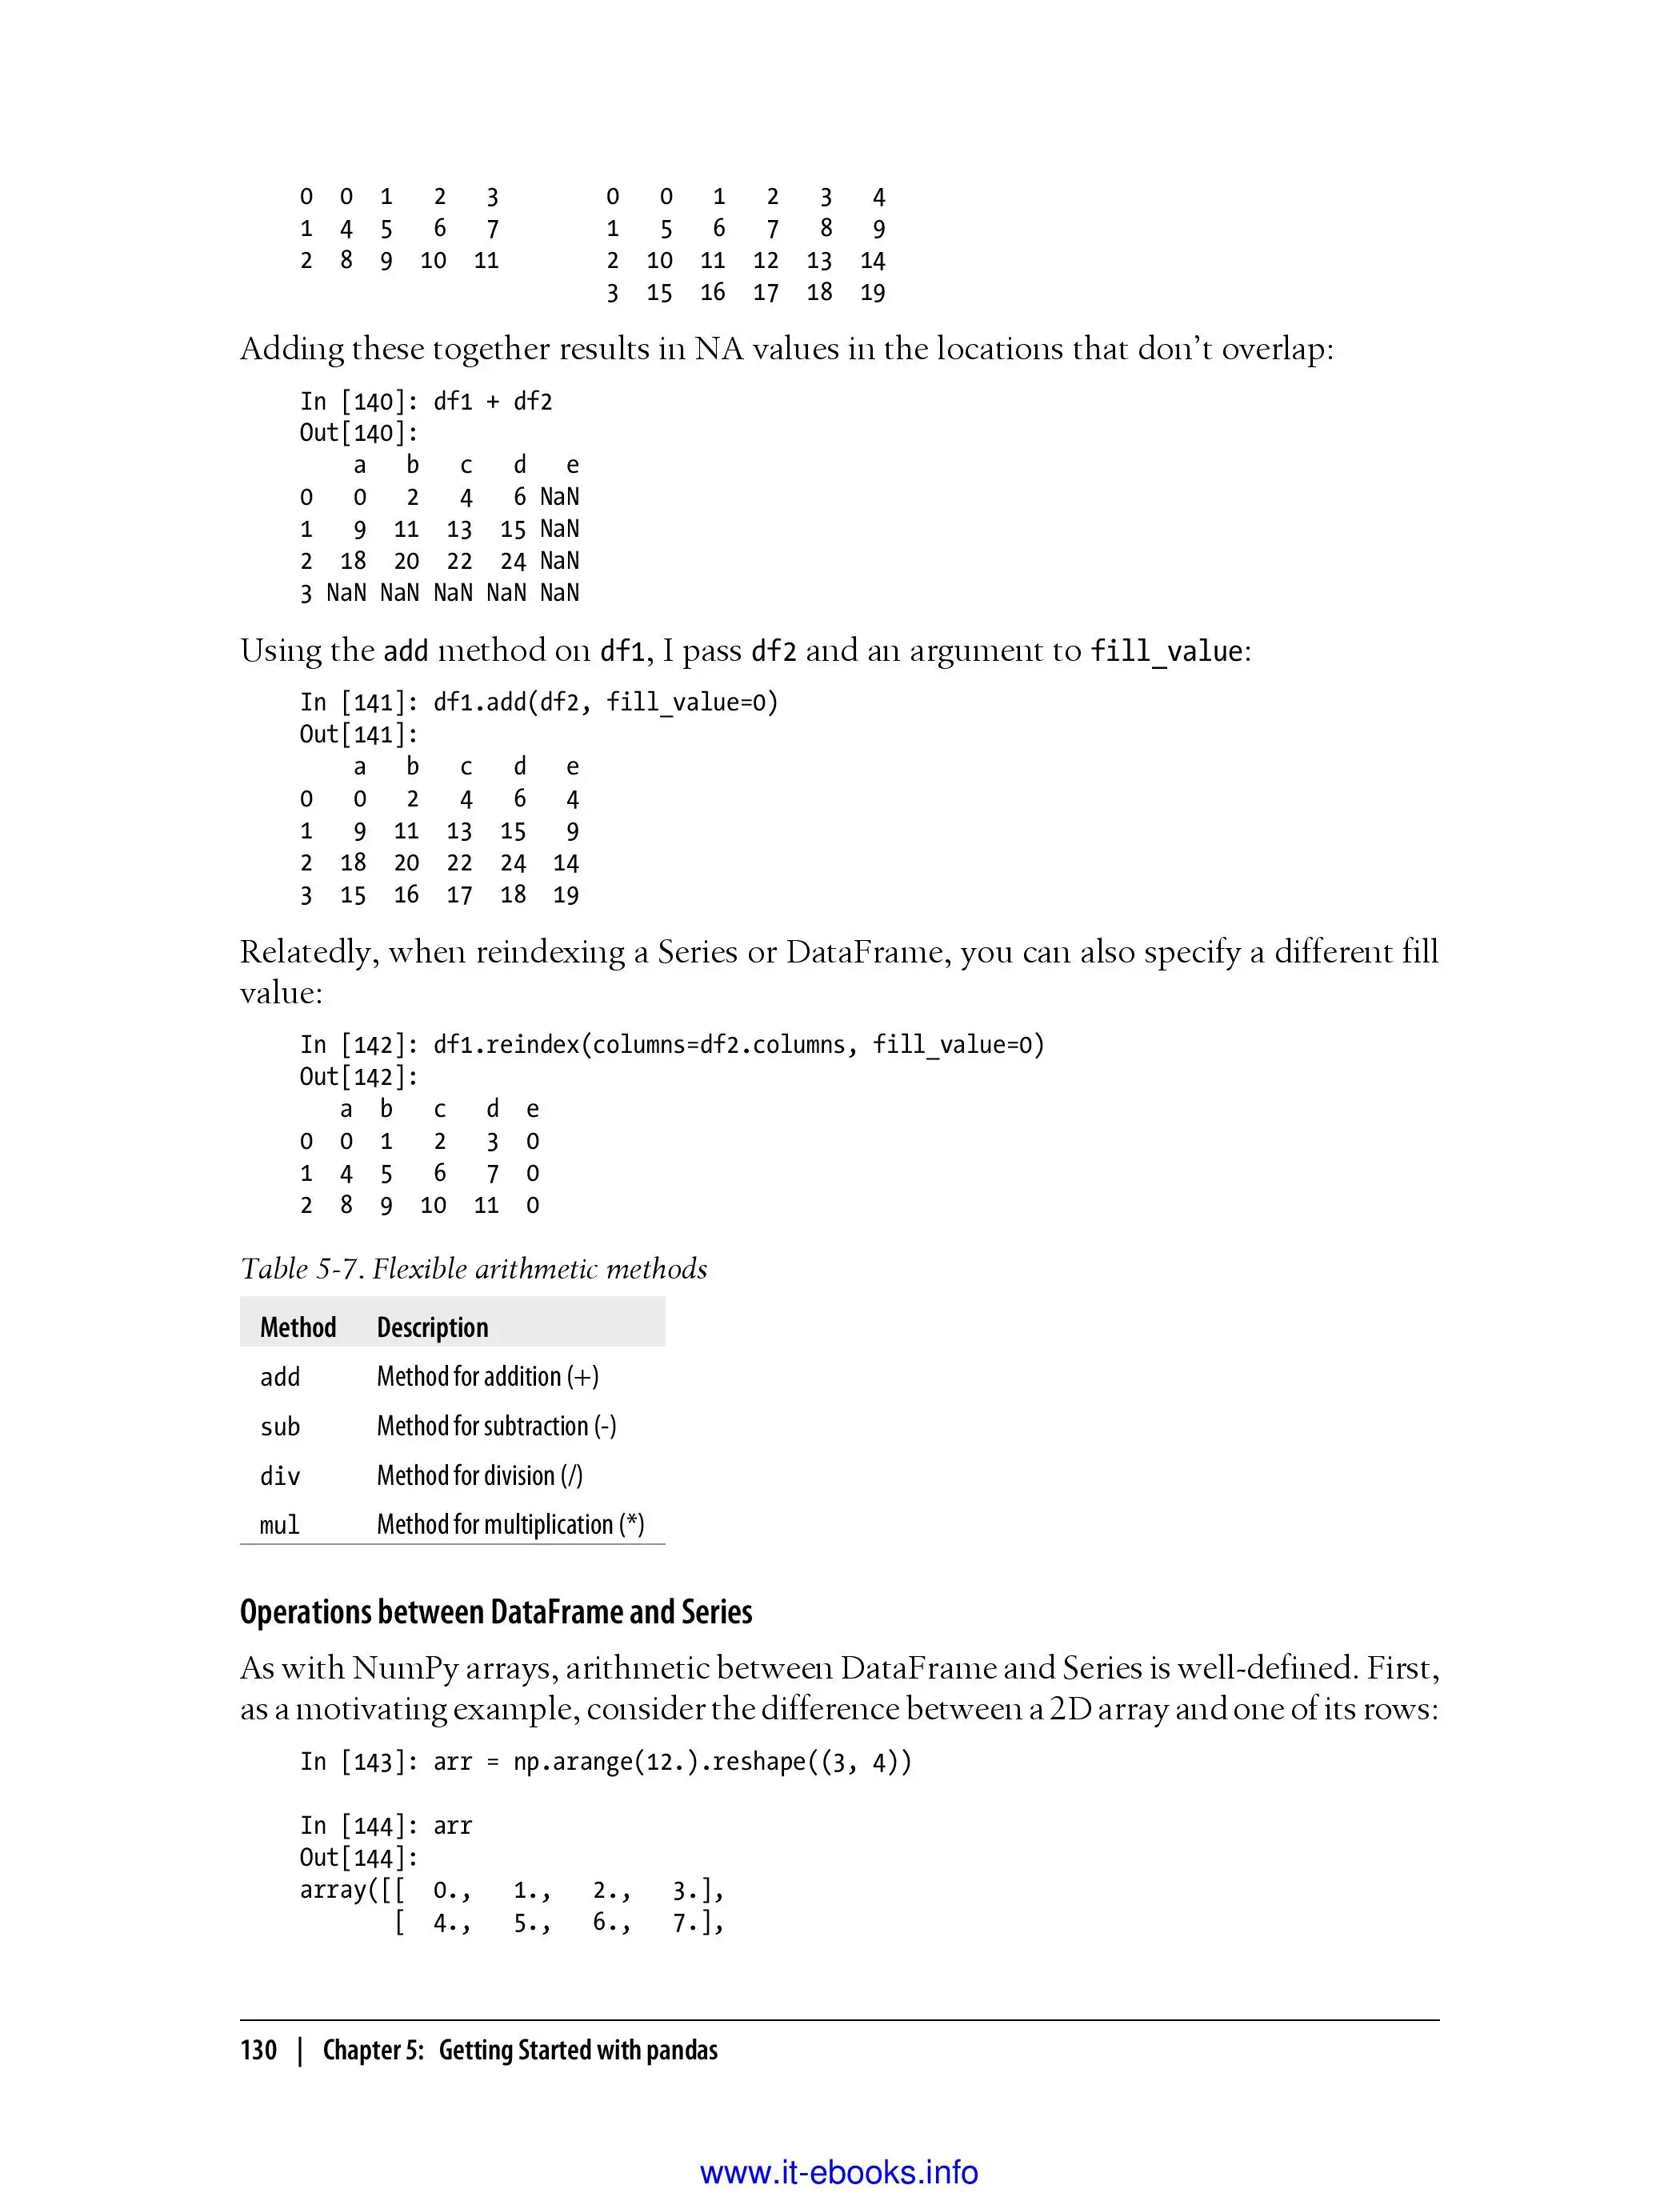 0  0  1   2   3        0   0   1   2   3   4
1  4  5   6   7        1   5   6   7   8   9
2  8  9  10  11        2  10  11  12  13  14
                       3  15  16  17  18  19
Adding these together results in NA values in the locations that don’t overlap:
In [140]: df1 + df2
Out[140]:
    a   b   c   d   e
0   0   2   4   6 NaN
1   9  11  13  15 NaN
2  18  20  22  24 NaN
3 NaN NaN NaN NaN NaN
Using the add method on df1, I pass df2 and an argument to fill_value:
In [141]: df1.add(df2, fill_value=0)
Out[141]:
    a   b   c   d   e
0   0   2   4   6   4
1   9  11  13  15   9
2  18  20  22  24  14
3  15  16  17  18  19
Relatedly, when reindexing a Series or DataFrame, you can also specify a different fill
value:
In [142]: df1.reindex(columns=df2.columns, fill_value=0)
Out[142]:
   a  b   c   d  e
0  0  1   2   3  0
1  4  5   6   7  0
2  8  9  10  11  0
Table 5-7. Flexible arithmetic methods
Method Description
add Method for addition (+)
sub Method for subtraction (-)
div Method for division (/)
mul Method for multiplication (*)
Operations between DataFrame and Series
As with NumPy arrays, arithmetic between DataFrame and Series is well-defined. First,
as a motivating example, consider the difference between a 2D array and one of its rows:
In [143]: arr = np.arange(12.).reshape((3, 4))
In [144]: arr
Out[144]:
array([[  0.,   1.,   2.,   3.],
       [  4.,   5.,   6.,   7.],
130 | Chapter 5: Getting Started with pandas
www.it-ebooks.info